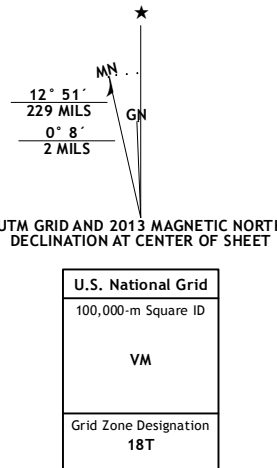 ★
MN
12° 51´
229 MILS
GN
0° 8´
2 MILS
UTM GRID AND 2013 MAGNETIC NORTH
DECLINATION AT CENTER OF SHEET
U.S. National Grid
100,000-m Square ID
VM
Grid Zone Designation
18T